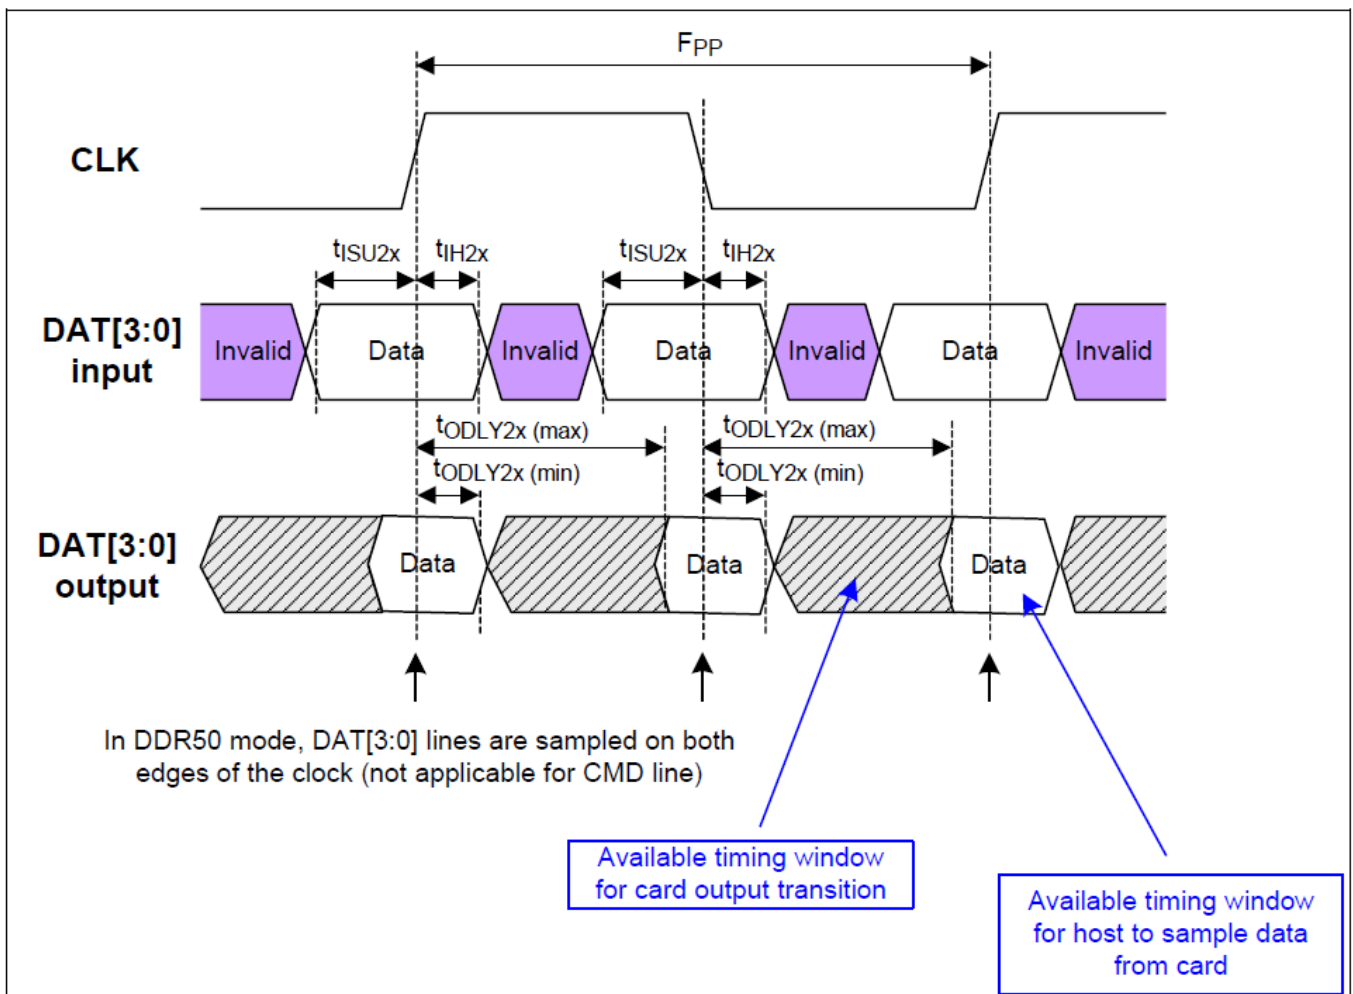 FPP
CLK
tISU2x tIH2x tISU2x tIH2x
DAT[3:0]
input
Invalid Data Invalid Data Invalid Data Invalid
tODLY2x (max) tODLY2x (max)
tODLY2x (min) tODLY2x (min)
DAT[3:0]
output
Data Data Data
In DDR50 mode, DAT[3:0] lines are sampled on both
edges of the clock (not applicable for CMD line)
Available timing window
for card output transition
Available timing window
for host to sample data
from card